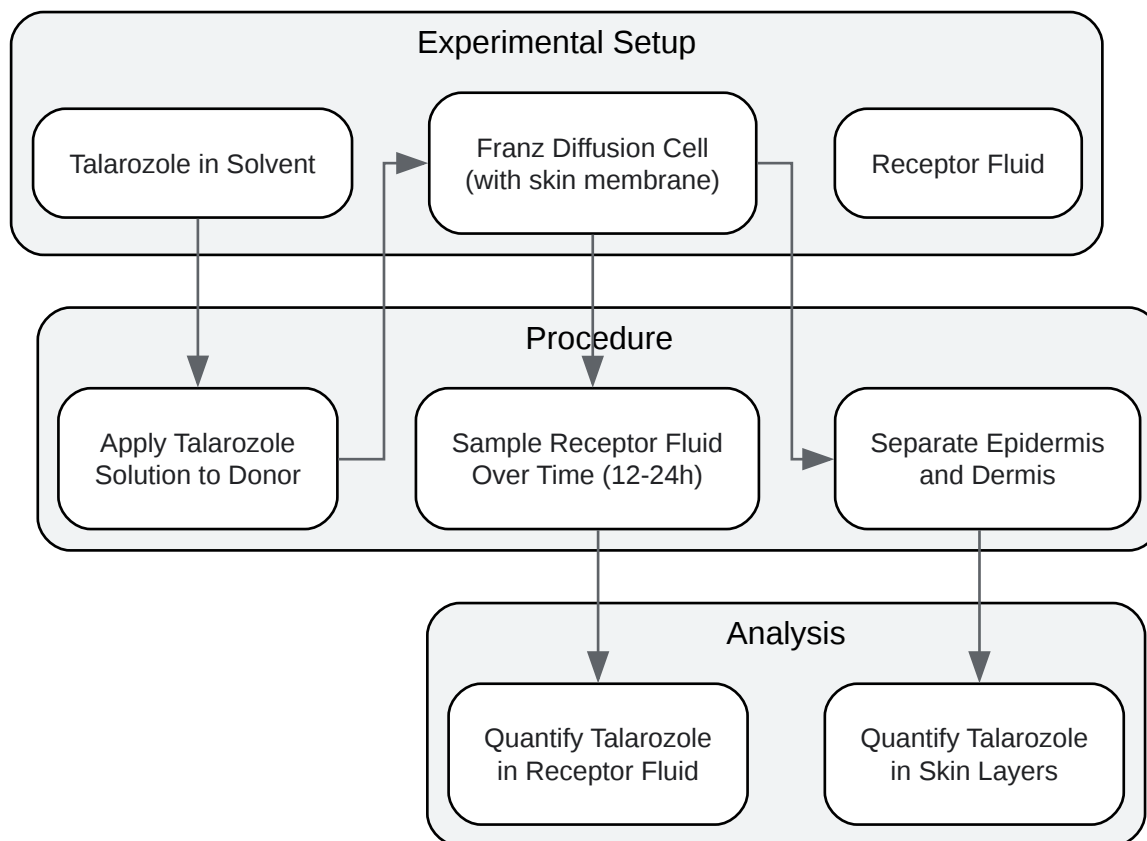 Experimental Setup
Talarozole in Solvent
Franz Diffusion Cell
(with skin membrane)
Receptor Fluid
Procedure
Apply Talarozole
Solution to Donor
Sample Receptor Fluid
Over Time (12-24h)
Separate Epidermis
and Dermis
Analysis
Quantify Talarozole
in Receptor Fluid
Quantify Talarozole
in Skin Layers